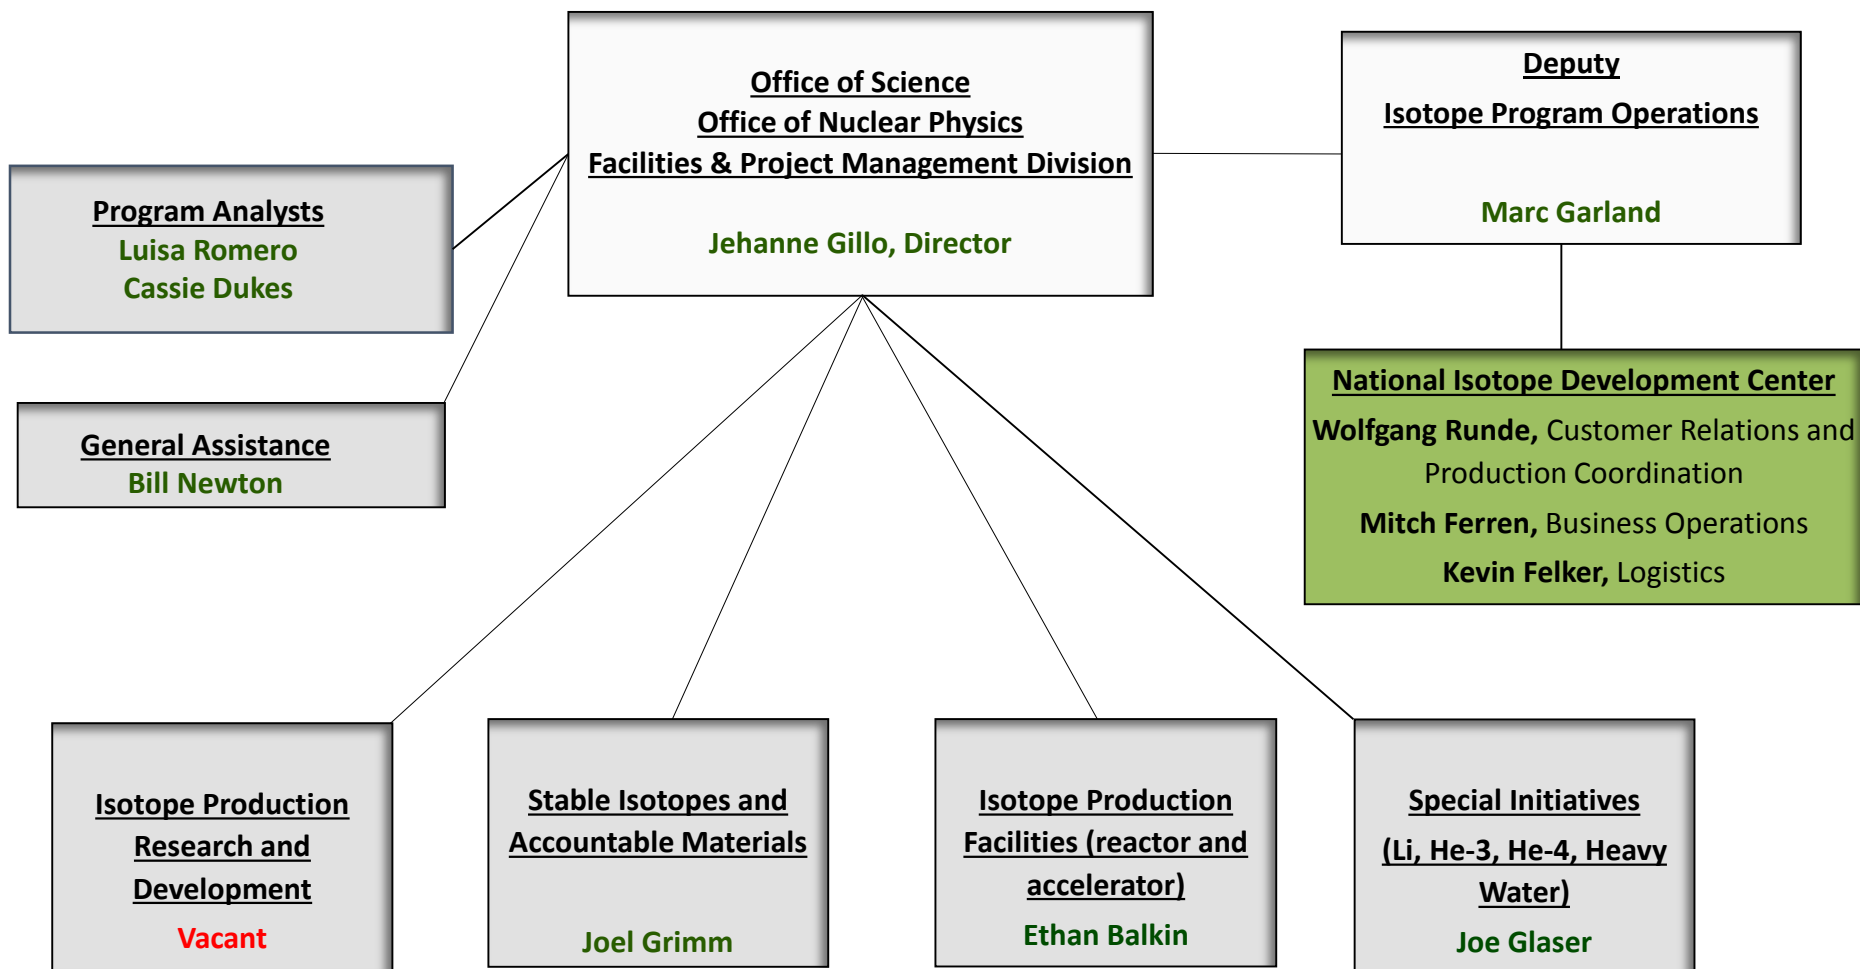 Office of Science
Office of Nuclear Physics
Facilities & Project Management Division
Jehanne Gillo, Director
Deputy
Isotope Program Operations
Marc Garland
Program Analysts
Luisa Romero
Cassie Dukes
General Assistance
Bill Newton
National Isotope Development Center
Wolfgang Runde, Customer Relations and
Production Coordination
Mitch Ferren, Business Operations
Kevin Felker, Logistics
Isotope Production
Research and
Development
Vacant
Stable Isotopes and
Accountable Materials
Joel Grimm
Isotope Production
Facilities (reactor and
accelerator)
Ethan Balkin
Special Initiatives
(Li, He-3, He-4, Heavy
Water)
Joe Glaser